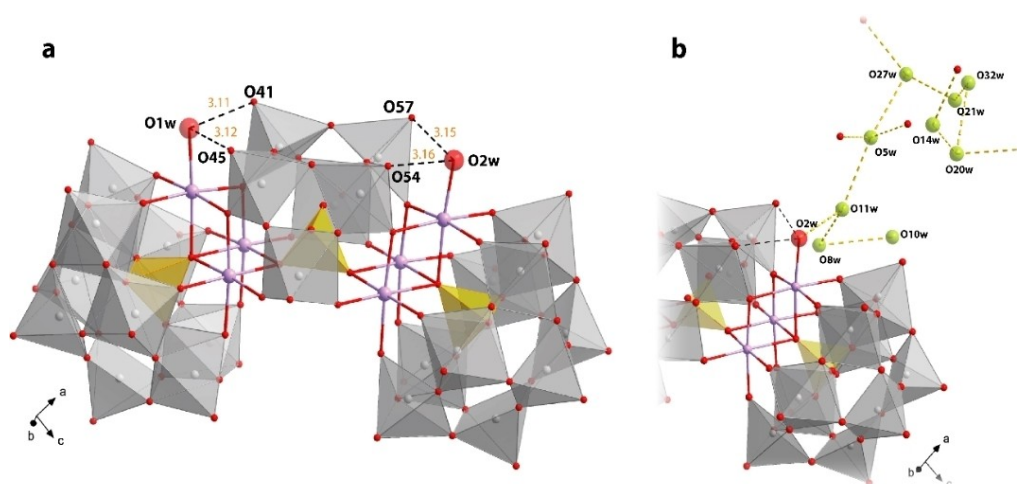 a
O41
O57
3.11
O1w
3.12
3.15
O45
3.16
O2w
O54
a
b
c
b
O27w
O32w
O21w
O14w
O5w
O20w
O11w
O2w
O10w
O8w
a
b
c